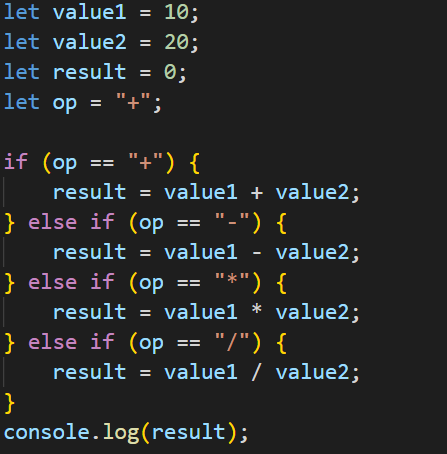 let value1 = 10;
let value2 = 20;
let result = 0;
let op = "+";

if (op == "+") {
    result = value1 + value2;
} else if (op == "-") {
    result = value1 - value2;
} else if (op == "*") {
    result = value1 * value2;
} else if (op == "/") {
    result = value1 / value2;
}
console.log(result);